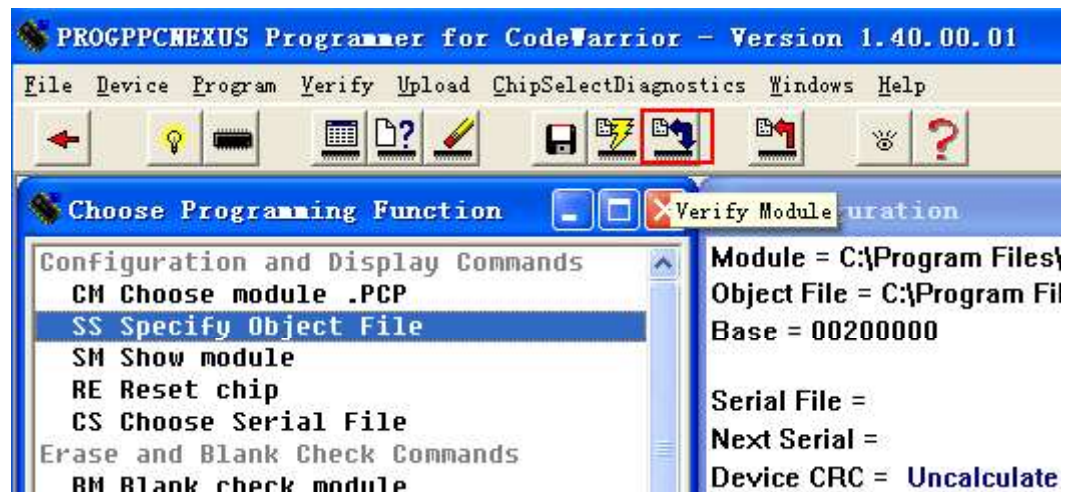 PROGPPCNEXUS Programmer for CodeWarrior - Version 1.40.00.01
File Device Program Verify Upload ChipSelectDiagnostics Windows Help
Choose Programming Function
Verify Module
uration
Configuration and Display Commands
CM Choose module .PCP
SS Specify Object File
SM Show module
RE Reset chip
CS Choose Serial File
Erase and Blank Check Commands
BM Blank check module
Module = C:\Program Files\
Object File = C:\Program Fil
Base = 00200000
Serial File =
Next Serial =
Device CRC = Uncalculate